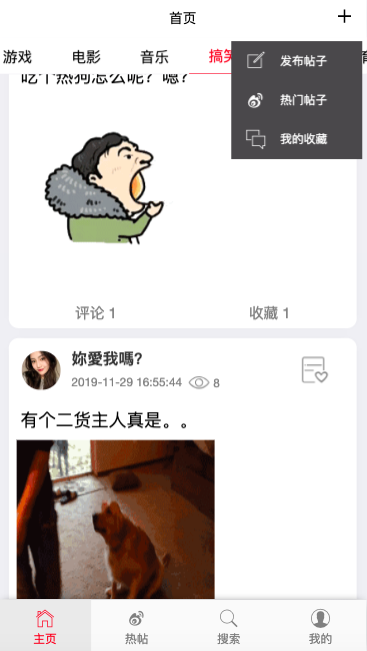 首页
游戏 电影 音乐 搞笑
发布帖子
热门帖子
我的收藏
吃个热狗怎么呢？嗯？
评论 1 收藏 1
妳愛我嗎?
2019-11-29 16:55:44 8
有个二货主人真是。。
主页 热帖 搜索 我的